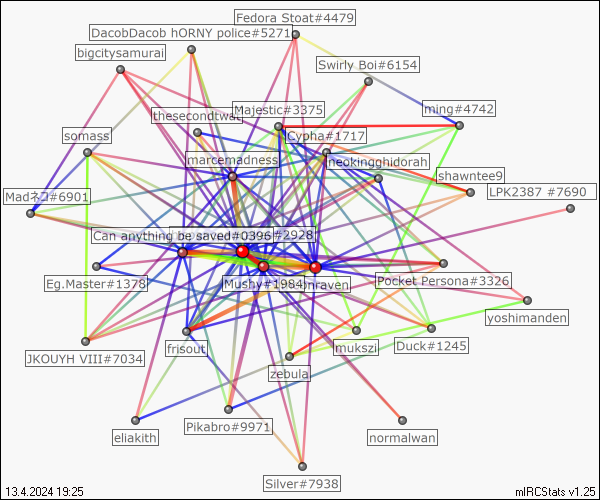 Fedora Stoat#4479
DacobDacob hORNY police#5271
bigcitysamurai
Swirly Boi#6154
thesecondtwat
Majestic#3375
ming#4742
somass
Cypha#1717
marcemadness
neokingghidorah
shawntee9
LPK2387 #7690
Madネコ#6901
Can anything be saved#0396
#2928
Eg.Master#1378
Mushy#1984
onraven
Pocket Persona#3326
yoshimanden
JKOUYH VIII#7034
frisout
mukszi
Duck#1245
zebula
eliakith
Pikabro#9971
normalwan
Silver#7938
13.4.2024 19:25
mIRCStats v1.25